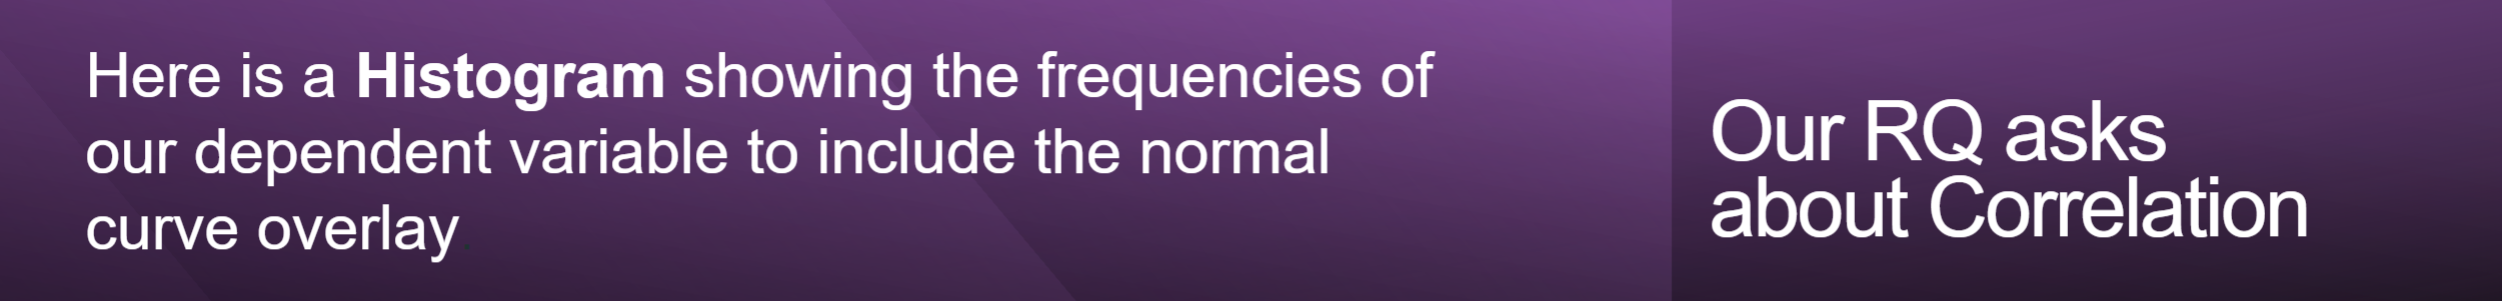 Here is a Histogram showing the frequencies of
our dependent variable to include the normal
curve overlay.
Our RQ asks
about Correlation